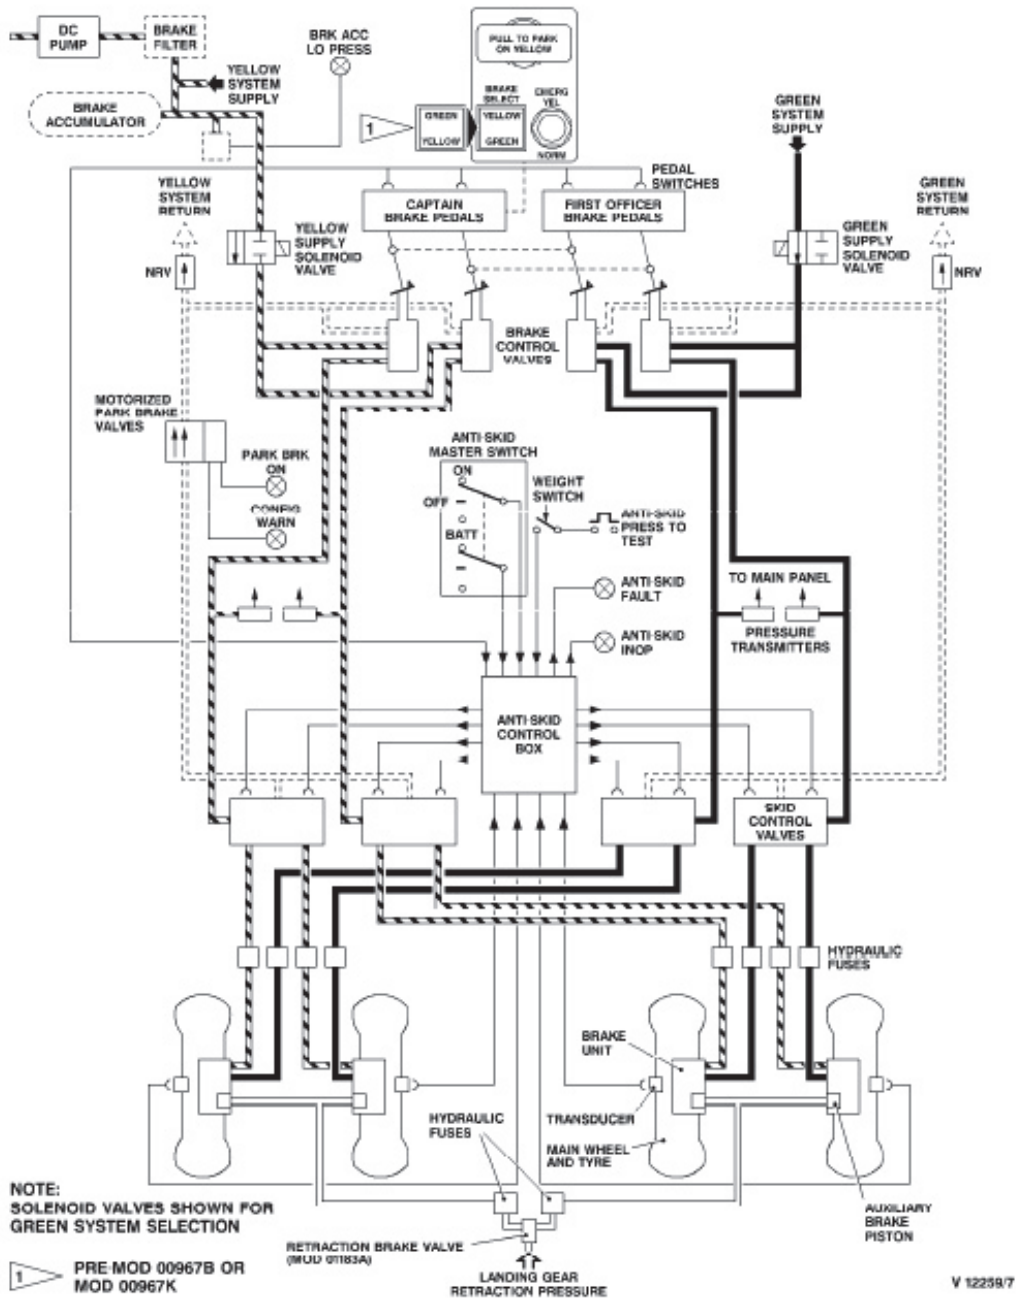 DC
PUMP
BRAKE
FILTER
BRK ACC
LO PRESS
PULL TO PARK
ON YELLOW
YELLOW
SYSTEM
SUPPLY
BRAKE
ACCUMULATOR
BRAKE
SELECT
EMERG
YEL
GREEN
YELLOW
YELLOW
GREEN
NORM
1
GREEN
SYSTEM
SUPPLY
PEDAL
SWITCHES
YELLOW
SYSTEM
RETURN
CAPTAIN
BRAKE PEDALS
FIRST OFFICER
BRAKE PEDALS
GREEN
SYSTEM
RETURN
YELLOW
SUPPLY
SOLENOID
VALVE
GREEN
SUPPLY
SOLENOID
VALVE
NRV
NRV
BRAKE
CONTROL
VALVES
MOTORIZED
PARK BRAKE
VALVES
PARK BRK
ON
CONFIG
WARN
ANTI-SKID
MASTER SWITCH
ON
OFF
BATT
WEIGHT
SWITCH
ANTI-SKID
PRESS TO
TEST
ANTI-SKID
FAULT
ANTI-SKID
INOP
TO MAIN PANEL
PRESSURE
TRANSMITTERS
ANTI-SKID
CONTROL
BOX
SKID
CONTROL
VALVES
HYDRAULIC
FUSES
BRAKE
UNIT
HYDRAULIC
FUSES
TRANSDUCER
MAIN WHEEL
AND TYRE
AUXILIARY
BRAKE
PISTON
NOTE:
SOLENOID VALVES SHOWN FOR
GREEN SYSTEM SELECTION
RETRACTION BRAKE VALVE
(MOD 01183A)
LANDING GEAR
RETRACTION PRESSURE
1
PRE-MOD 00967B OR
MOD 00967K
V 12259/7